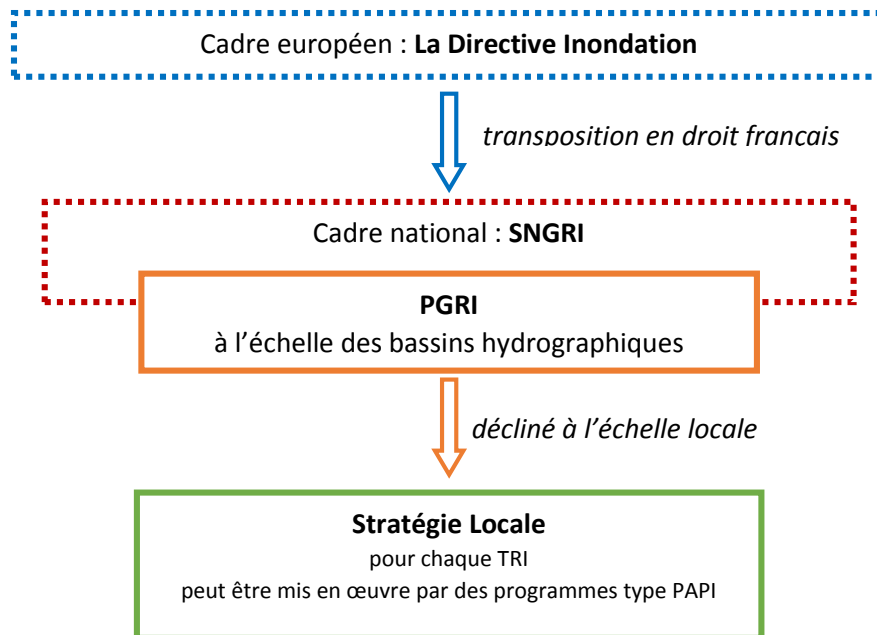 Cadre européen : La Directive Inondation
transposition en droit francais
Cadre national : SNGRI
PGRI
à l’échelle des bassins hydrographiques
décliné à l’échelle locale
Stratégie Locale
pour chaque TRI
peut être mis en œuvre par des programmes type PAPI